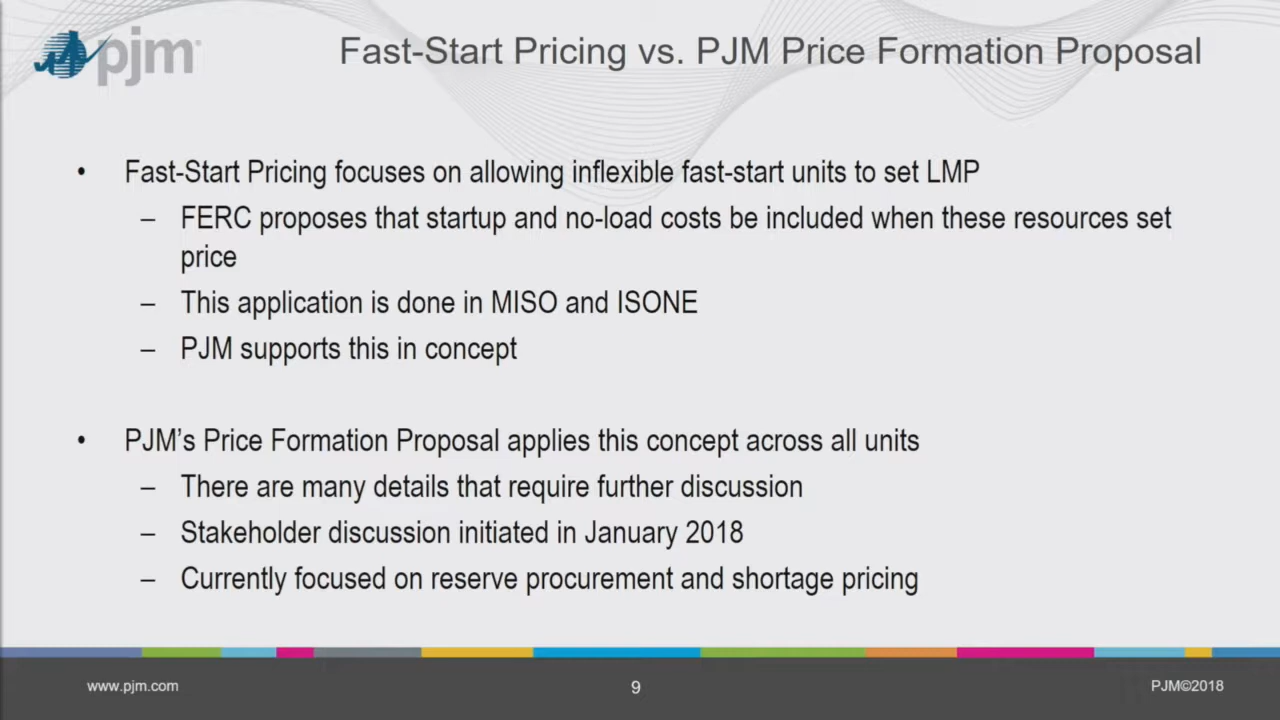 pjm
Fast-Start Pricing vs. PJM Price Formation Proposal
• Fast-Start Pricing focuses on allowing inflexible fast-start units to set LMP
– FERC proposes that startup and no-load costs be included when these resources set
price
– This application is done in MISO and ISONE
– PJM supports this in concept
• PJM’s Price Formation Proposal applies this concept across all units
– There are many details that require further discussion
– Stakeholder discussion initiated in January 2018
– Currently focused on reserve procurement and shortage pricing
www.pjm.com
9
PJM©2018